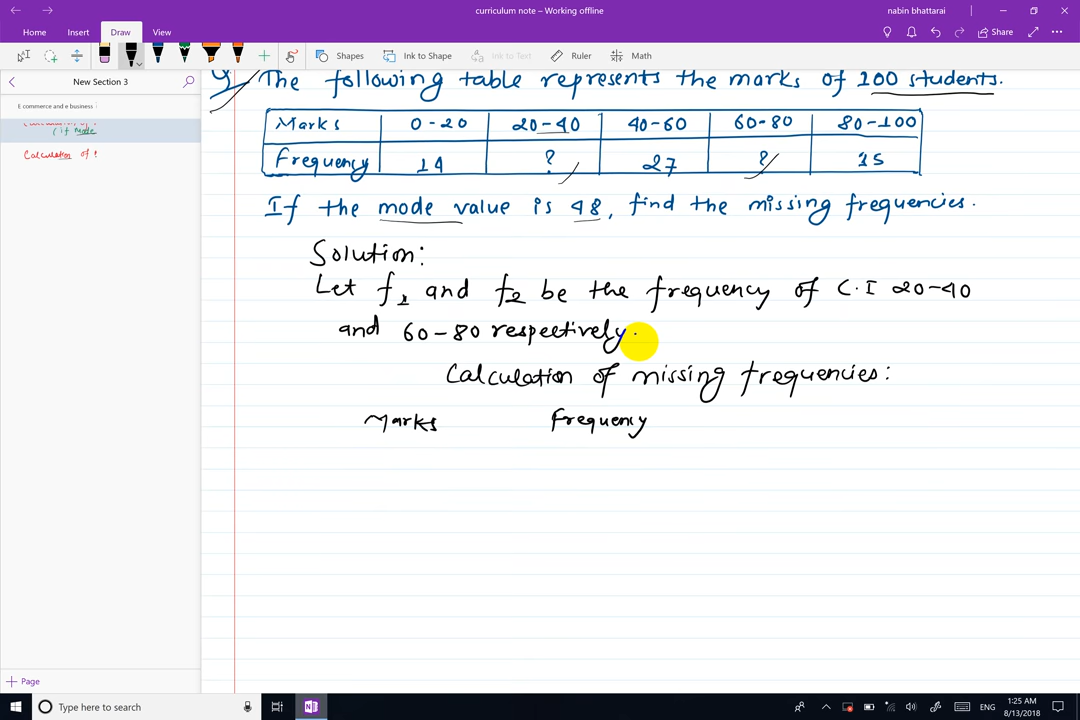 curriculum note – Working offline
nabin bhattarai
Home Insert Draw View
Share
Shapes Ink to Shape Ink to Text Ruler Math
New Section 3
E commerce and e business :
(if mode
Calculation of !
Q The following table represents the marks of 100 students.
Marks 0-20 20-40 40-60 60-80 80-100
Frequency 14 ? 27 ? 15
If the mode value is 48, find the missing frequencies.
Solution:
Let f1 and f2 be the frequency of C.I 20-40
and 60-80 respectively.
Calculation of missing frequencies:
Marks Frequency
Page
Type here to search
ENG
1:25 AM
8/13/2018